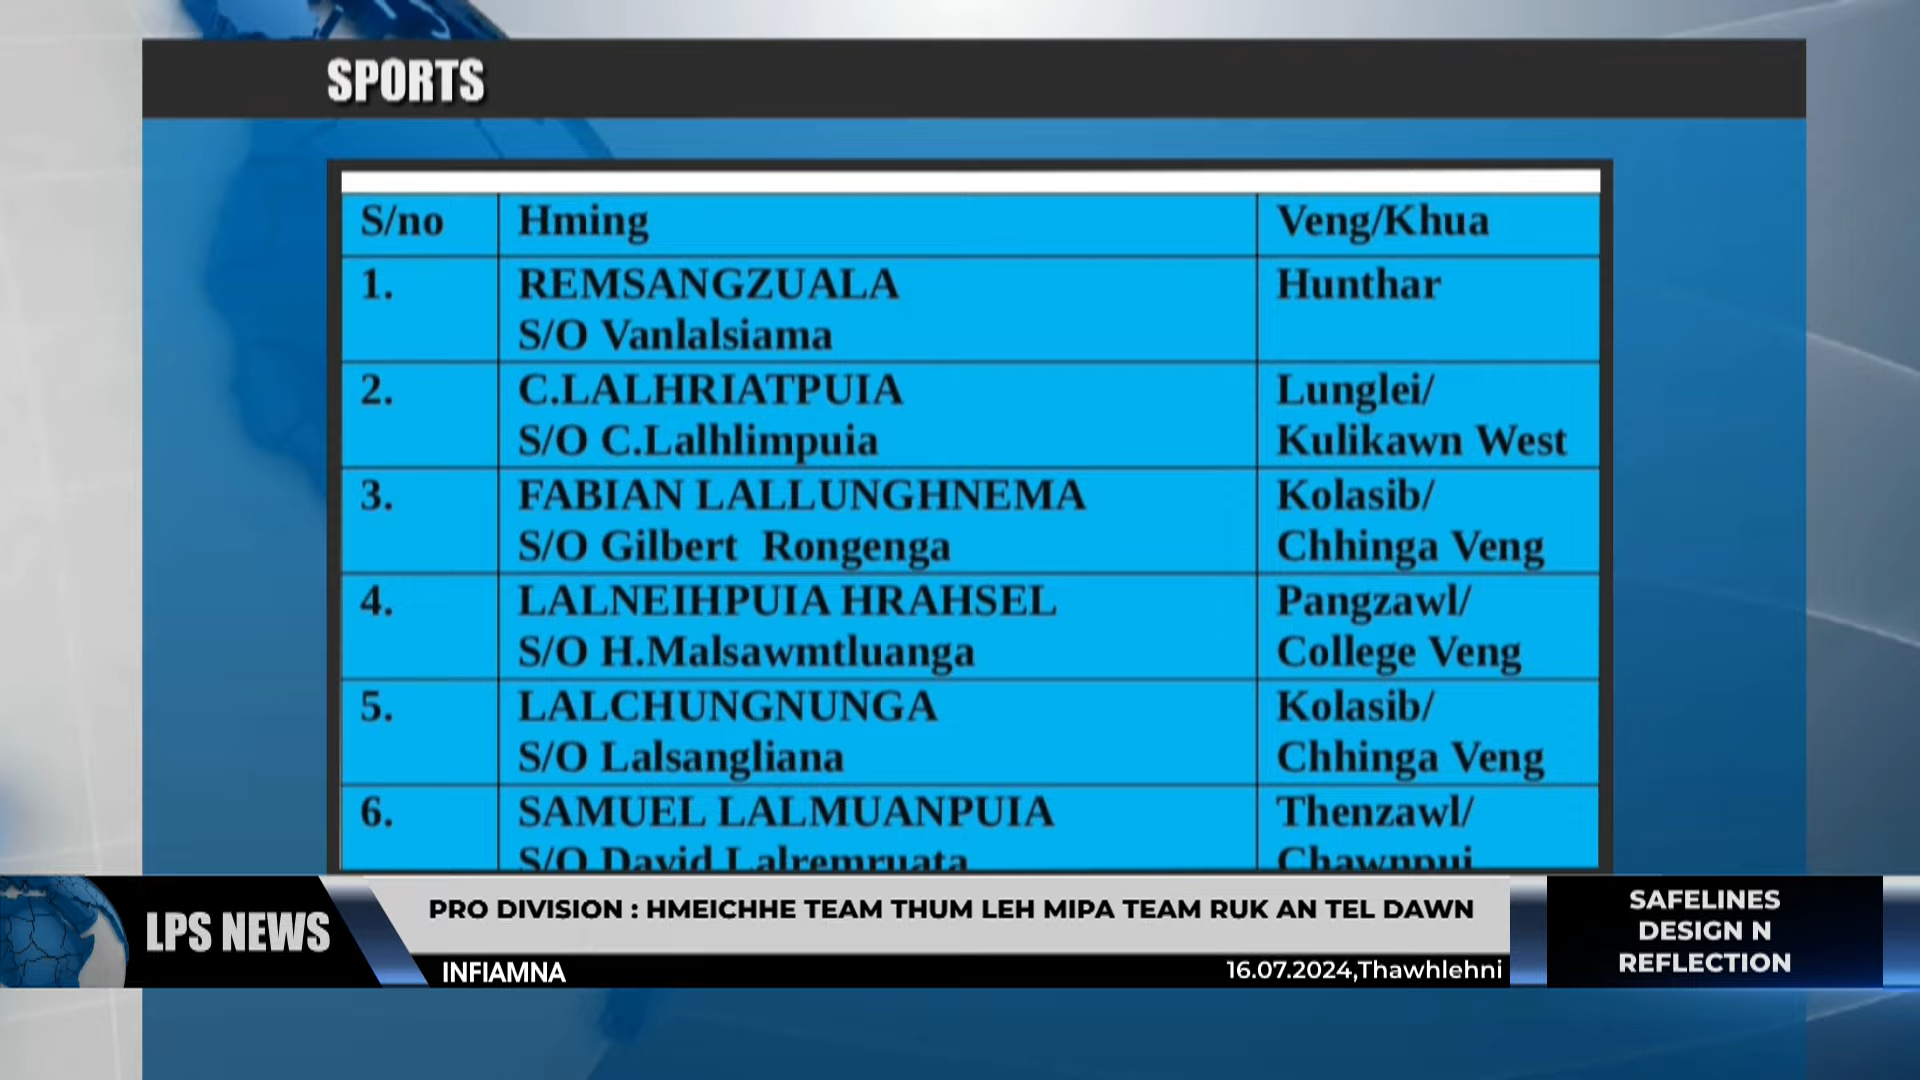 SPORTS
S/no Hming Veng/Khua
1. REMSANGZUALA Hunthar
S/O Vanlalsiama
2. C.LALHRIATPUIA Lunglei/
S/O C.Lalhlimpuia Kulikawn West
3. FABIAN LALLUNGHNEMA Kolasib/
S/O Gilbert Rongenga Chhinga Veng
4. LALNEIHPUIA HRAHSEL Pangzawl/
S/O H.Malsawmtluanga College Veng
5. LALCHUNGNUNGA Kolasib/
S/O Lalsangliana Chhinga Veng
6. SAMUEL LALMUANPUIA Thenzawl/
S/O David Lalremruata Chawnpui
LPS NEWS
PRO DIVISION : HMEICHHE TEAM THUM LEH MIPA TEAM RUK AN TEL DAWN
INFIAMNA 16.07.2024,Thawhlehni
SAFELINES
DESIGN N
REFLECTION